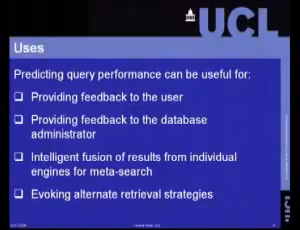 UCL
Uses
Predicting query performance can be useful for:
Providing feedback to the user
Providing feedback to the database
administrator
Intelligent fusion of results from individual
engines for meta-search
Evoking alternate retrieval strategies